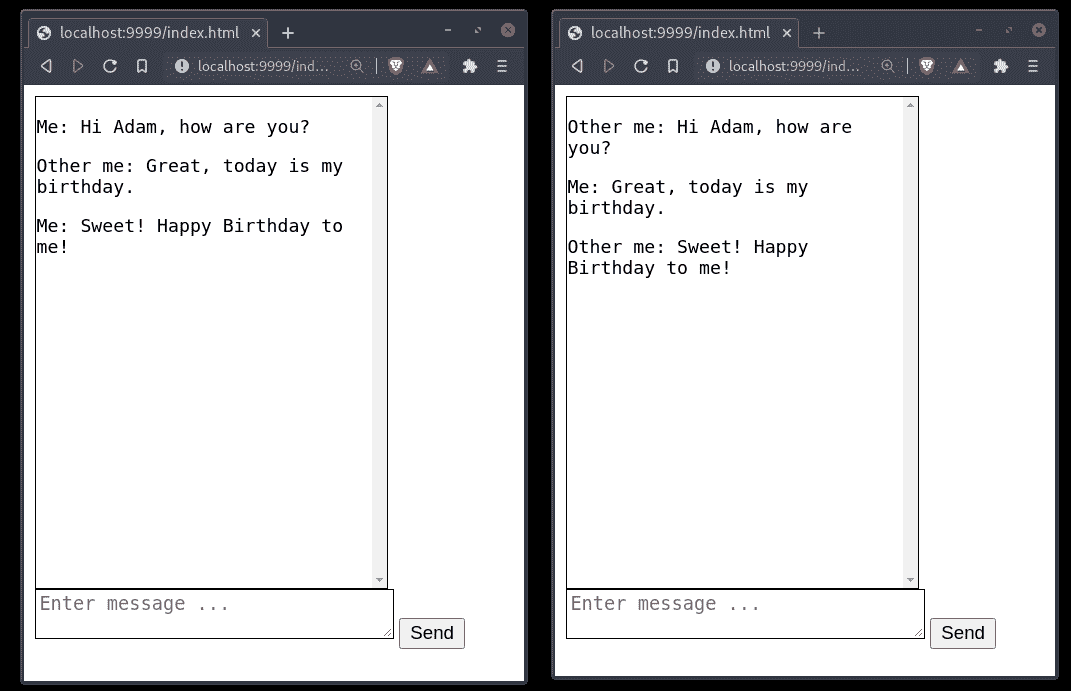 localhost:9999/index.html
localhost:9999/ind...
Me: Hi Adam, how are you?
Other me: Great, today is my
birthday.
Me: Sweet! Happy Birthday to
me!
Enter message ...
Send
localhost:9999/index.html
localhost:9999/ind...
Other me: Hi Adam, how are
you?
Me: Great, today is my
birthday.
Other me: Sweet! Happy
Birthday to me!
Enter message ...
Send